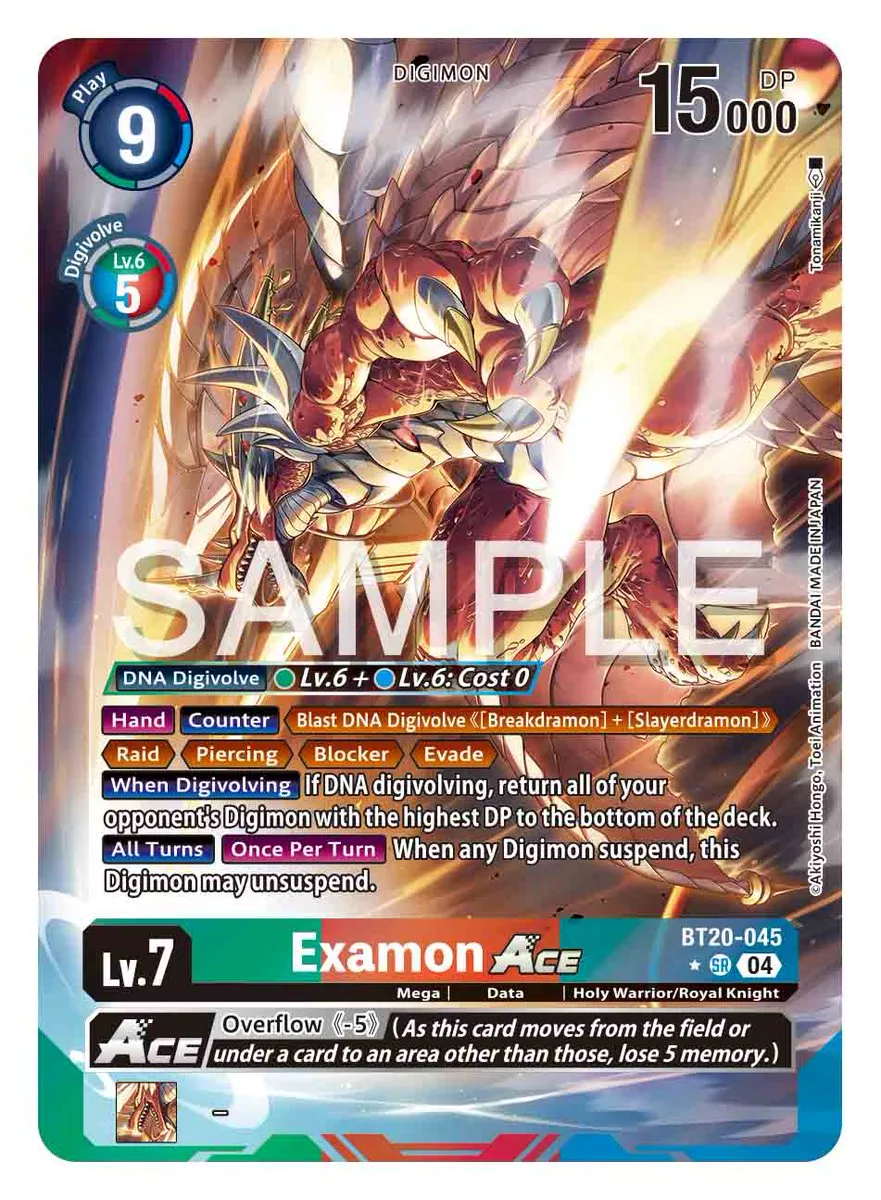 DIGIMON
Play
9
15000
DP
Digivolve
Lv.6
5
Tonamikanji
SAMPLE
DNA Digivolve Lv.6 + Lv.6: Cost 0
Hand Counter Blast DNA Digivolve 《[Breakdramon] + [Slayerdramon]》
Raid Piercing Blocker Evade
When Digivolving If DNA digivolving, return all of your
opponent's Digimon with the highest DP to the bottom of the deck.
All Turns Once Per Turn When any Digimon suspend, this
Digimon may unsuspend.
©Akiyoshi Hongo, Toei Animation BANDAI MADE IN JAPAN
Lv.7
Examon ACE
BT20-045
SR 04
Mega | Data | Holy Warrior/Royal Knight
ACE Overflow 《-5》 (As this card moves from the field or
under a card to an area other than those, lose 5 memory.)
-